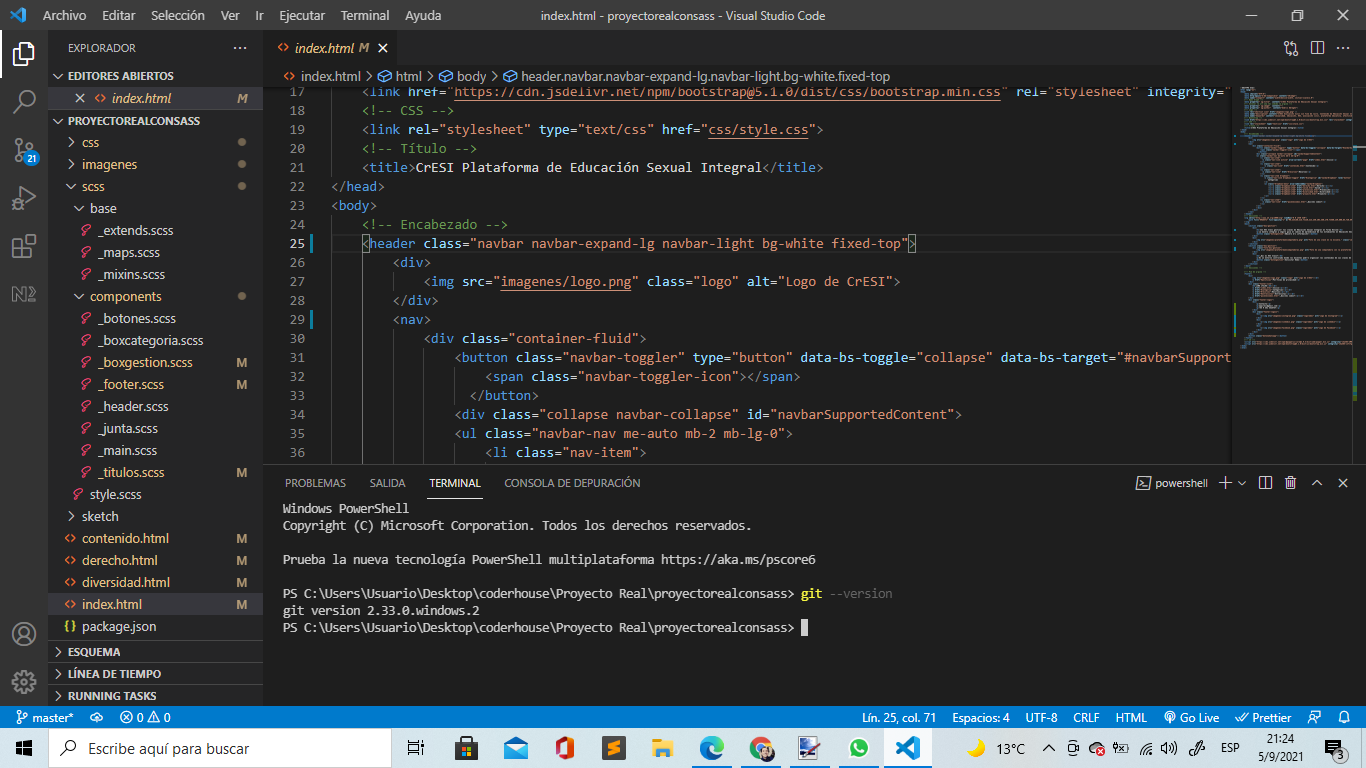 Archivo Editar Selección Ver Ir Ejecutar Terminal Ayuda
index.html - proyectorealconsass - Visual Studio Code
EXPLORADOR
EDITORES ABIERTOS
index.html M
PROYECTOREALCONSASS
css
imagenes
scss
base
_extends.scss
_maps.scss
_mixins.scss
components
_botones.scss
_boxcategoria.scss
_boxgestion.scss M
_footer.scss M
_header.scss
_junta.scss
_main.scss
_titulos.scss M
style.scss
sketch
contenido.html M
derecho.html M
diversidad.html M
index.html M
package.json
ESQUEMA
LÍNEA DE TIEMPO
RUNNING TASKS
21
index.html M
index.html > html > body > header.navbar.navbar-expand-lg.navbar-light.bg-white.fixed-top
17 <link href="https://cdn.jsdelivr.net/npm/bootstrap@5.1.0/dist/css/bootstrap.min.css" rel="stylesheet" integrity="
18 <!-- CSS -->
19 <link rel="stylesheet" type="text/css" href="css/style.css">
20 <!-- Título -->
21 <title>CrESI Plataforma de Educación Sexual Integral</title>
22 </head>
23 <body>
24 <!-- Encabezado -->
25 <header class="navbar navbar-expand-lg navbar-light bg-white fixed-top">
26 <div>
27 <img src="imagenes/logo.png" class="logo" alt="Logo de CrESI">
28 </div>
29 <nav>
30 <div class="container-fluid">
31 <button class="navbar-toggler" type="button" data-bs-toggle="collapse" data-bs-target="#navbarSupport
32 <span class="navbar-toggler-icon"></span>
33 </button>
34 <div class="collapse navbar-collapse" id="navbarSupportedContent">
35 <ul class="navbar-nav me-auto mb-2 mb-lg-0">
36 <li class="nav-item">
PROBLEMAS SALIDA TERMINAL CONSOLA DE DEPURACIÓN
powershell
Windows PowerShell
Copyright (C) Microsoft Corporation. Todos los derechos reservados.
Prueba la nueva tecnología PowerShell multiplataforma https://aka.ms/pscore6
PS C:\Users\Usuario\Desktop\coderhouse\Proyecto Real\proyectorealconsass> git --version
git version 2.33.0.windows.2
PS C:\Users\Usuario\Desktop\coderhouse\Proyecto Real\proyectorealconsass>
master* 0 0
Lín. 25, col. 71 Espacios: 4 UTF-8 CRLF HTML Go Live Prettier
Escribe aquí para buscar
13°C
ESP
21:24
5/9/2021
3